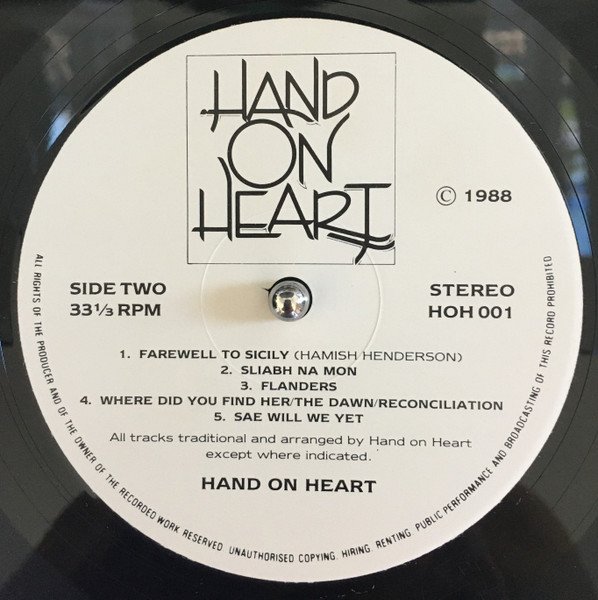 HAND
ON
HEART
© 1988
SIDE TWO
33⅓ RPM
STEREO
HOH 001
1. FAREWELL TO SICILY (HAMISH HENDERSON)
2. SLIABH NA MON
3. FLANDERS
4. WHERE DID YOU FIND HER/THE DAWN/RECONCILIATION
5. SAE WILL WE YET
All tracks traditional and arranged by Hand on Heart
except where indicated.
HAND ON HEART
ALL RIGHTS OF THE PRODUCER AND OF THE OWNER OF THE RECORDED WORK RESERVED. UNAUTHORISED COPYING, HIRING, RENTING, PUBLIC PERFORMANCE AND BROADCASTING OF THIS RECORD PROHIBITED